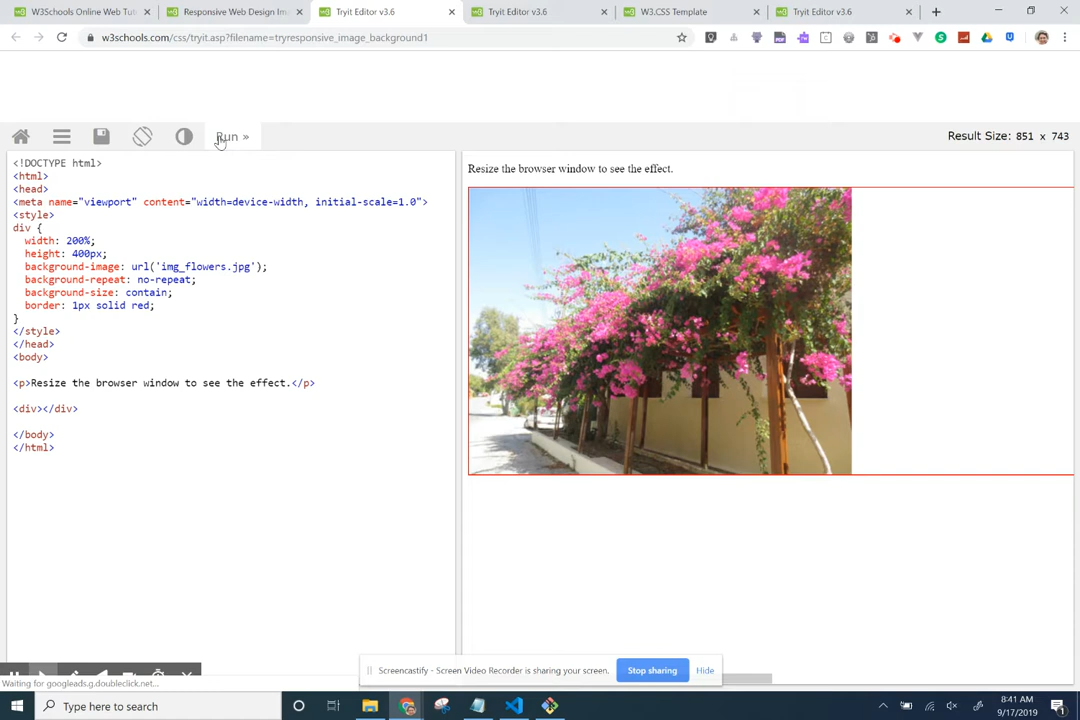 W3Schools Online Web Tut
Responsive Web Design Im
Tryit Editor v3.6
Tryit Editor v3.6
W3.CSS Template
Tryit Editor v3.6
w3schools.com/css/tryit.asp?filename=tryresponsive_image_background1
Run »
Result Size: 851 x 743
<!DOCTYPE html>
<html>
<head>
<meta name="viewport" content="width=device-width, initial-scale=1.0">
<style>
div {
width: 200%;
height: 400px;
background-image: url('img_flowers.jpg');
background-repeat: no-repeat;
background-size: contain;
border: 1px solid red;
}
</style>
</head>
<body>
<p>Resize the browser window to see the effect.</p>
<div></div>
</body>
</html>
Resize the browser window to see the effect.
Screencastify - Screen Video Recorder is sharing your screen.
Stop sharing
Hide
Waiting for googleads.g.doubleclick.net...
Type here to search
8:41 AM
9/17/2019